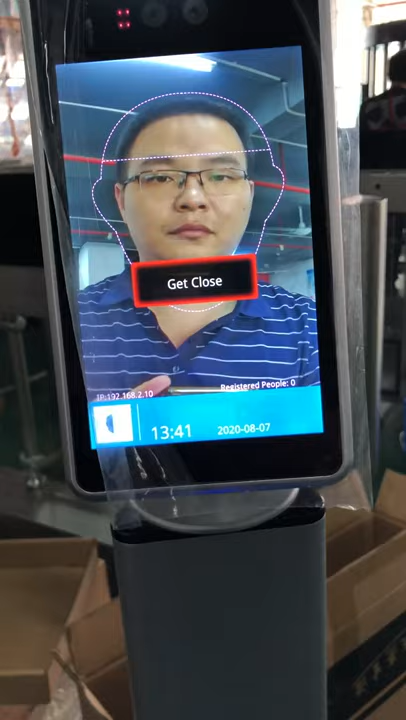 Get Close
Registered People: 0
IP:192.168.2.10
13:41
2020-08-07